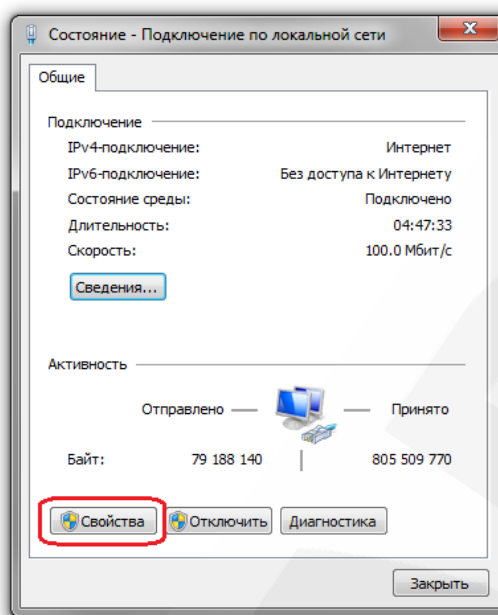 Состояние - Подключение по локальной сети
Общие
Подключение
IPv4-подключение: Интернет
IPv6-подключение: Без доступа к Интернету
Состояние среды: Подключено
Длительность: 04:47:33
Скорость: 100.0 Мбит/с
Сведения...
Активность
Отправлено — Принято
Байт: 79 188 140 | 805 509 770
Свойства Отключить Диагностика
Закрыть